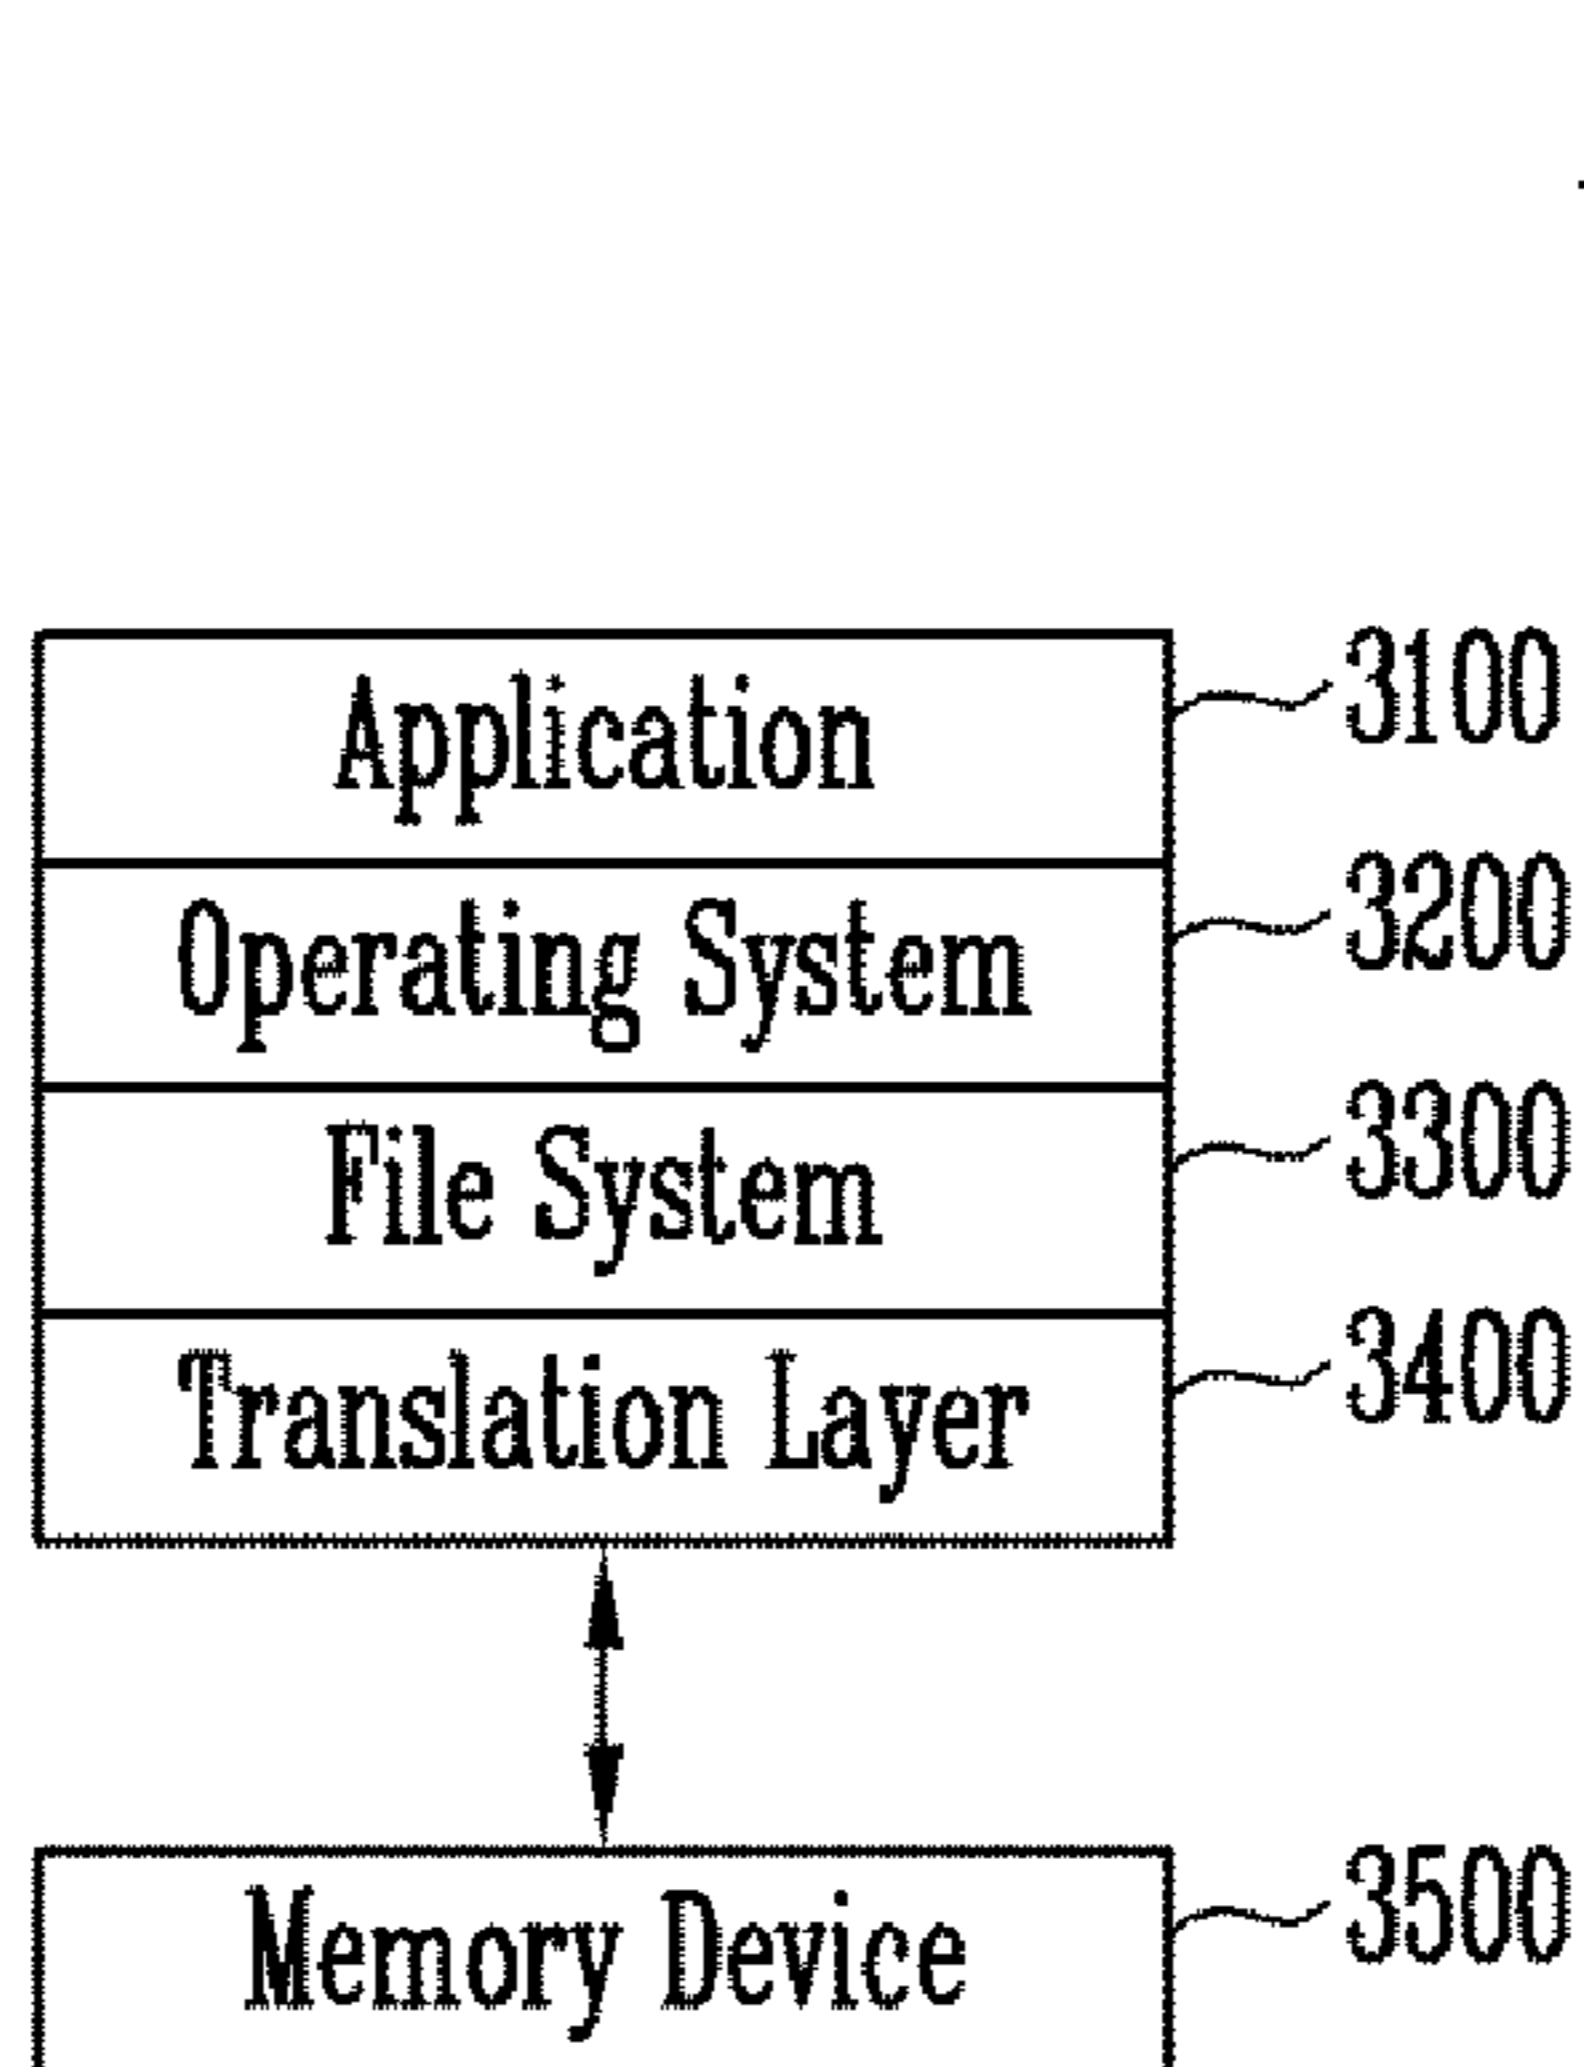 Application 3100
Operating System 3200
File System 3300
Translation Layer 3400
Memory Device 3500